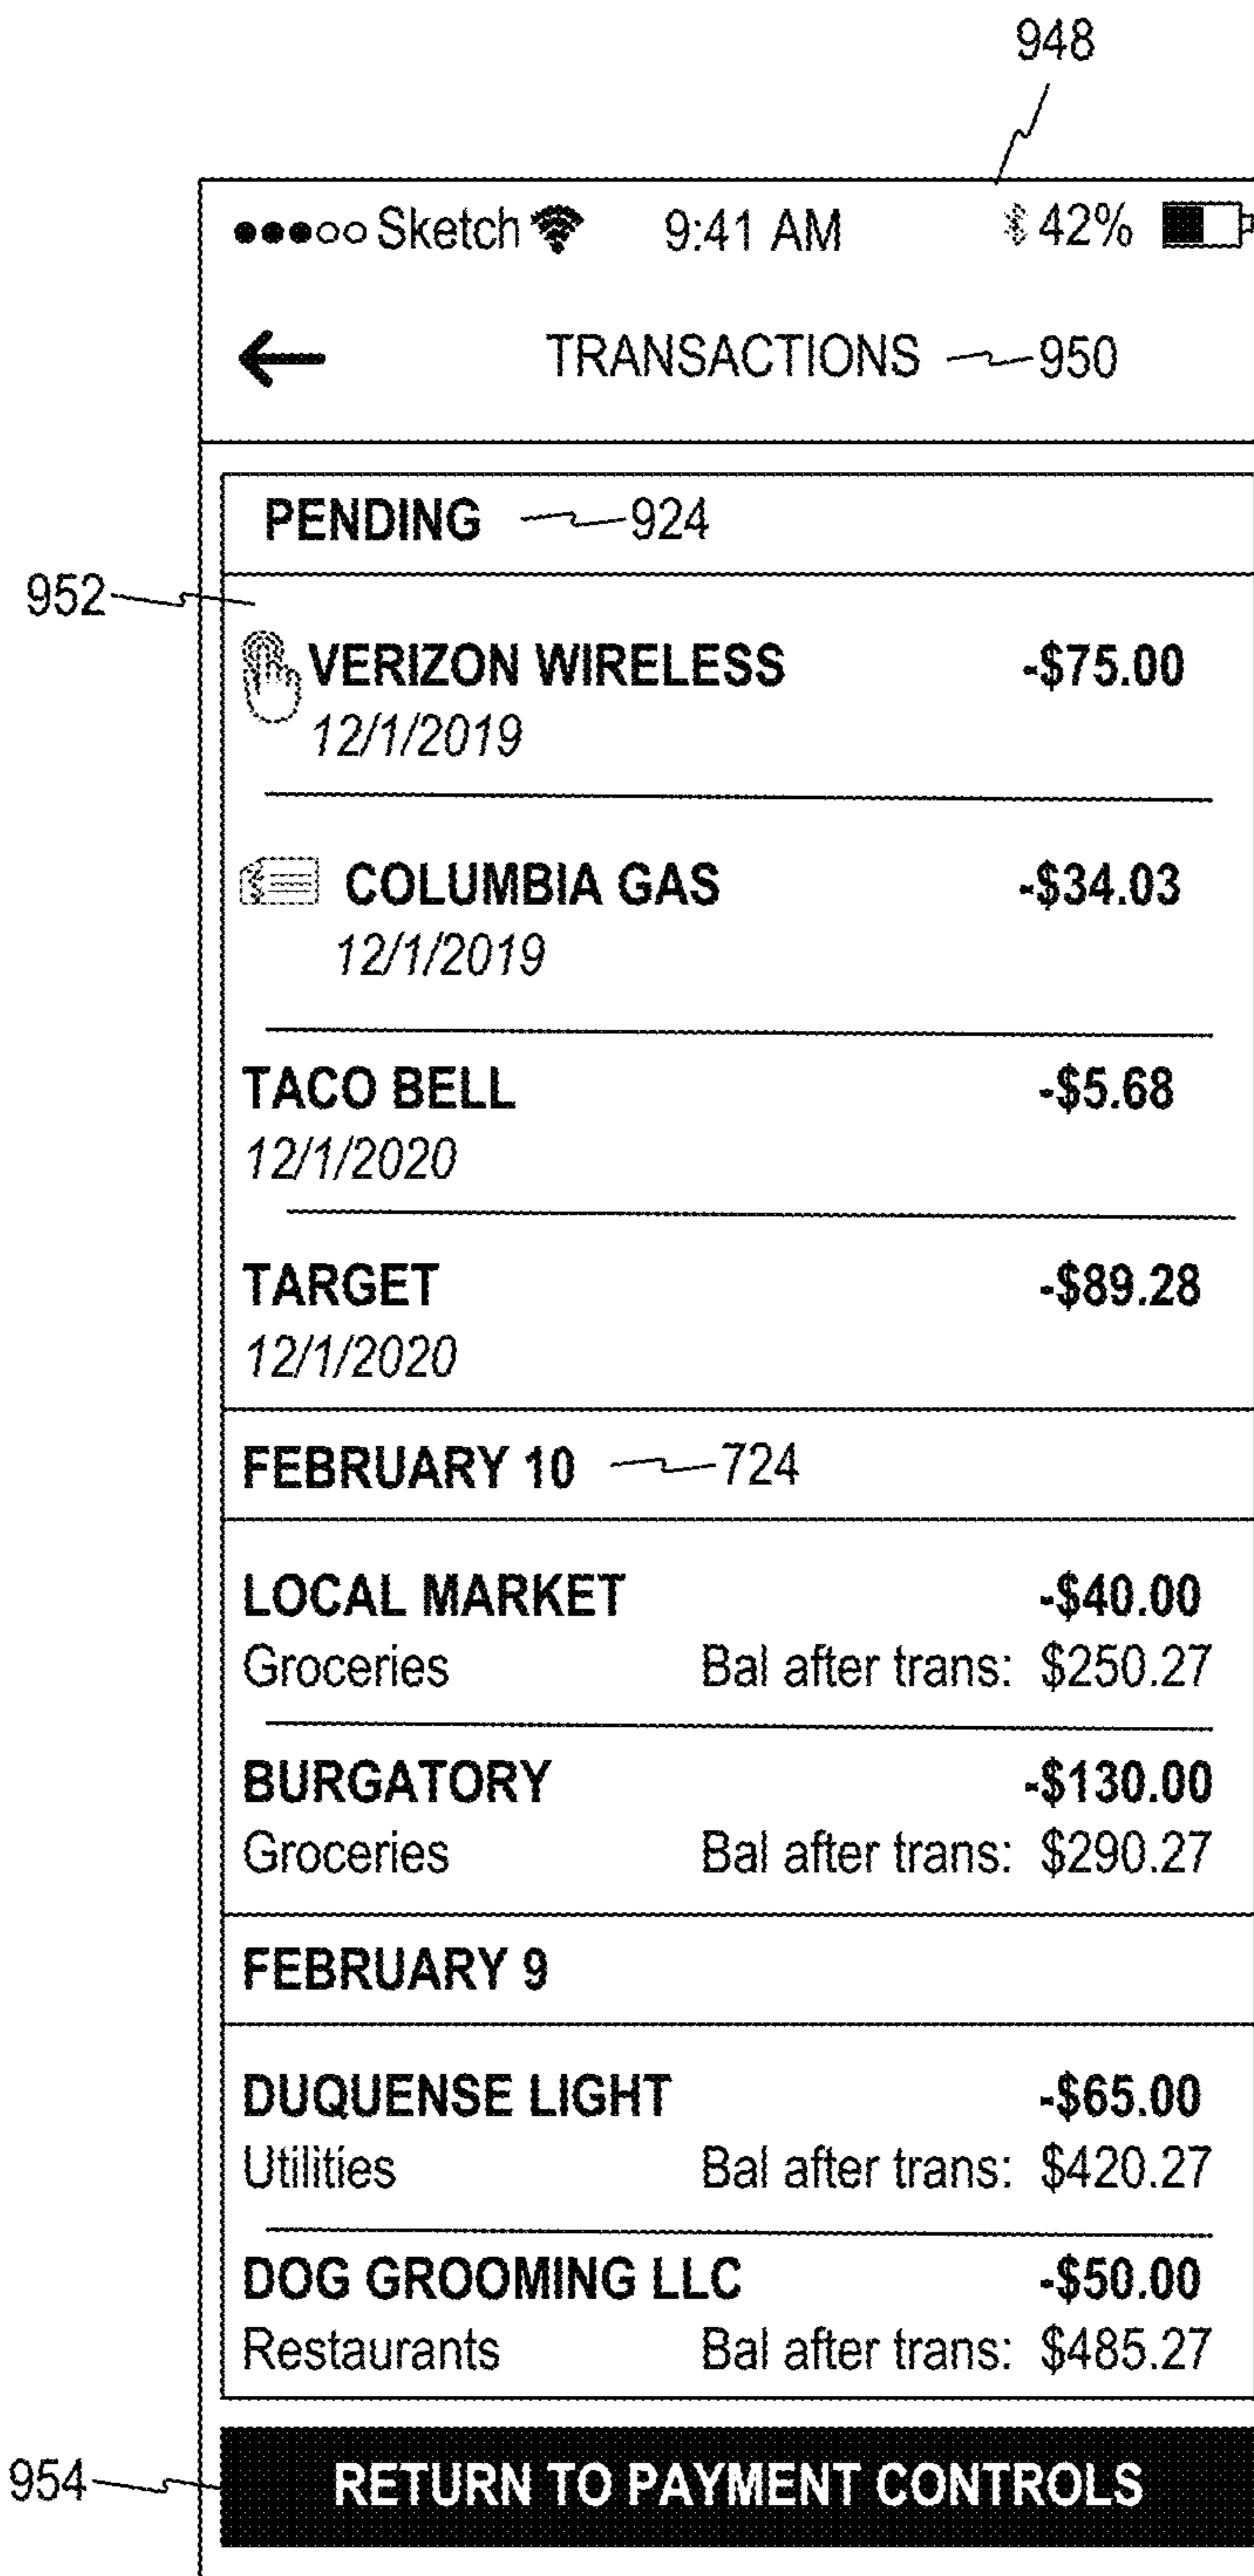 948
Sketch 9:41 AM 42%
TRANSACTIONS 950
PENDING 924
952
VERIZON WIRELESS -$75.00
12/1/2019
COLUMBIA GAS -$34.03
12/1/2019
TACO BELL -$5.68
12/1/2020
TARGET -$89.28
12/1/2020
FEBRUARY 10 724
LOCAL MARKET -$40.00
Groceries Bal after trans: $250.27
BURGATORY -$130.00
Groceries Bal after trans: $290.27
FEBRUARY 9
DUQUENSE LIGHT -$65.00
Utilities Bal after trans: $420.27
DOG GROOMING LLC -$50.00
Restaurants Bal after trans: $485.27
954 RETURN TO PAYMENT CONTROLS